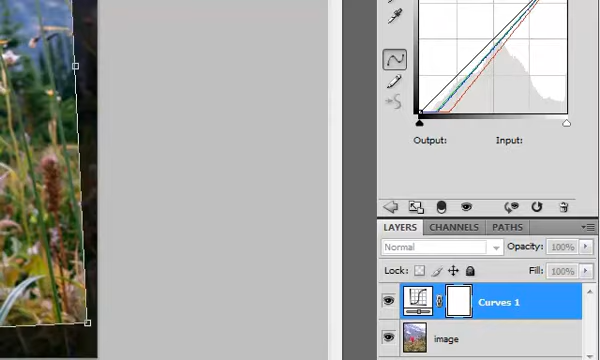 Output: Input:
LAYERS CHANNELS PATHS
Normal Opacity: 100%
Lock: Fill: 100%
Curves 1
image